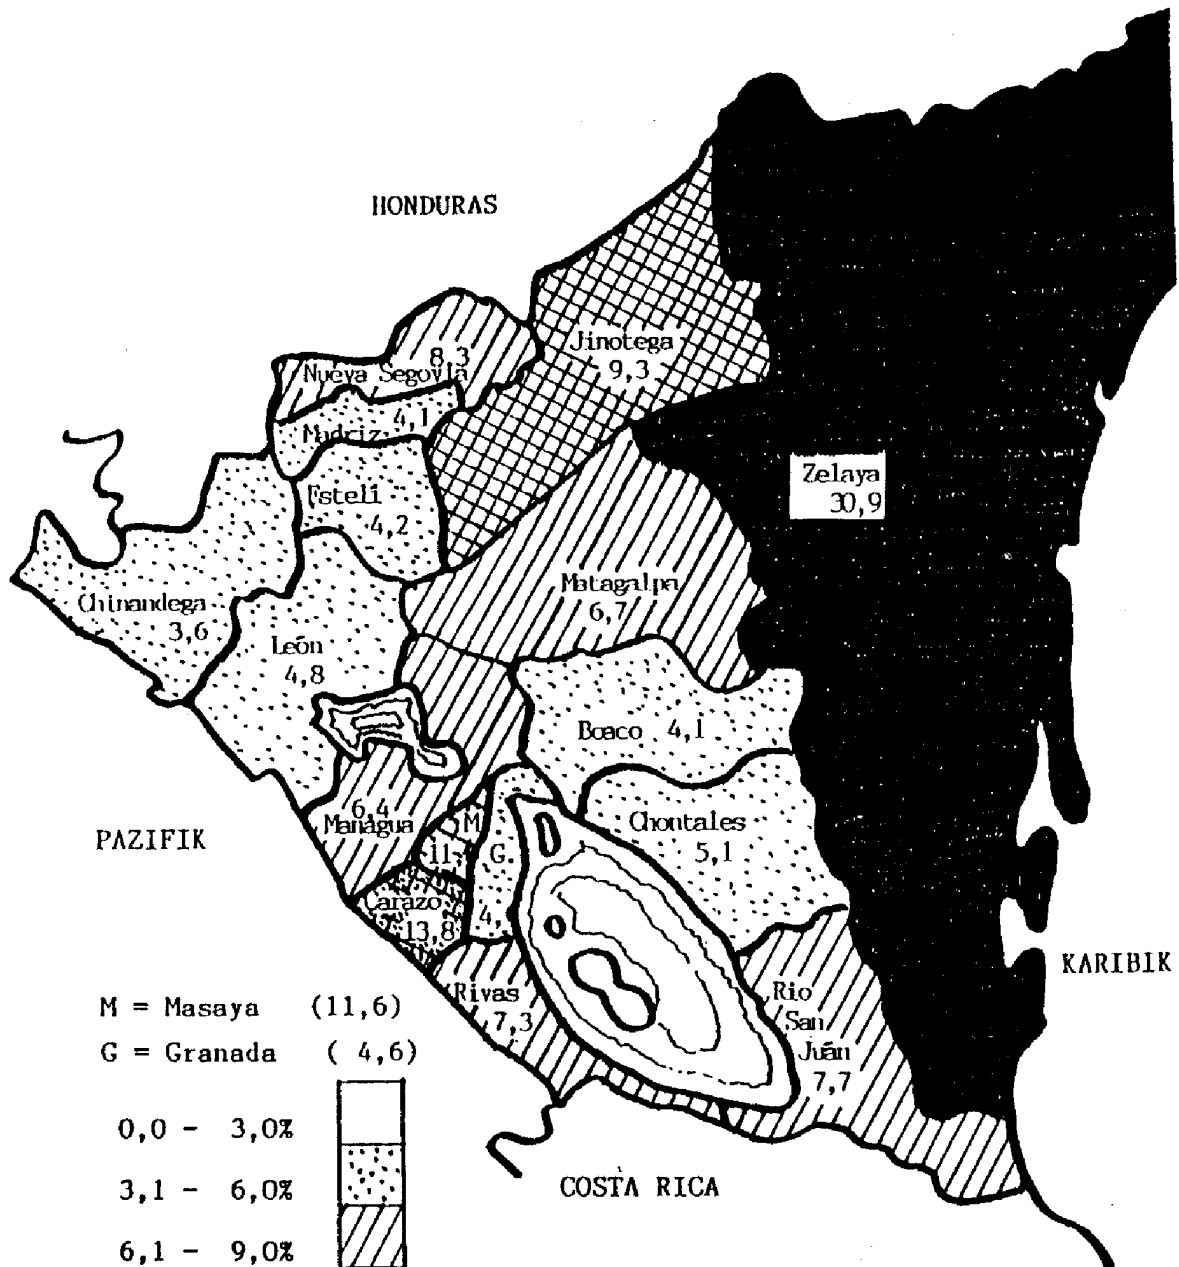 HONDURAS
Jinotega
9,3
8,3
Nueva Segovia
4,1
Madriz
Zelaya
30,9
Estelí
4,2
Matagalpa
6,7
Chinandega
3,6
León
4,8
Boaco 4,1
6,4
Managua
M
PAZIFIK
Chontales
5,1
11,
G.
Carazo
13,8
4,
KARIBIK
Rivas
7,3
Rio
San
Juán
7,7
M = Masaya (11,6)
G = Granada ( 4,6)
0,0 - 3,0%
3,1 - 6,0%
COSTA RICA
6,1 - 9,0%